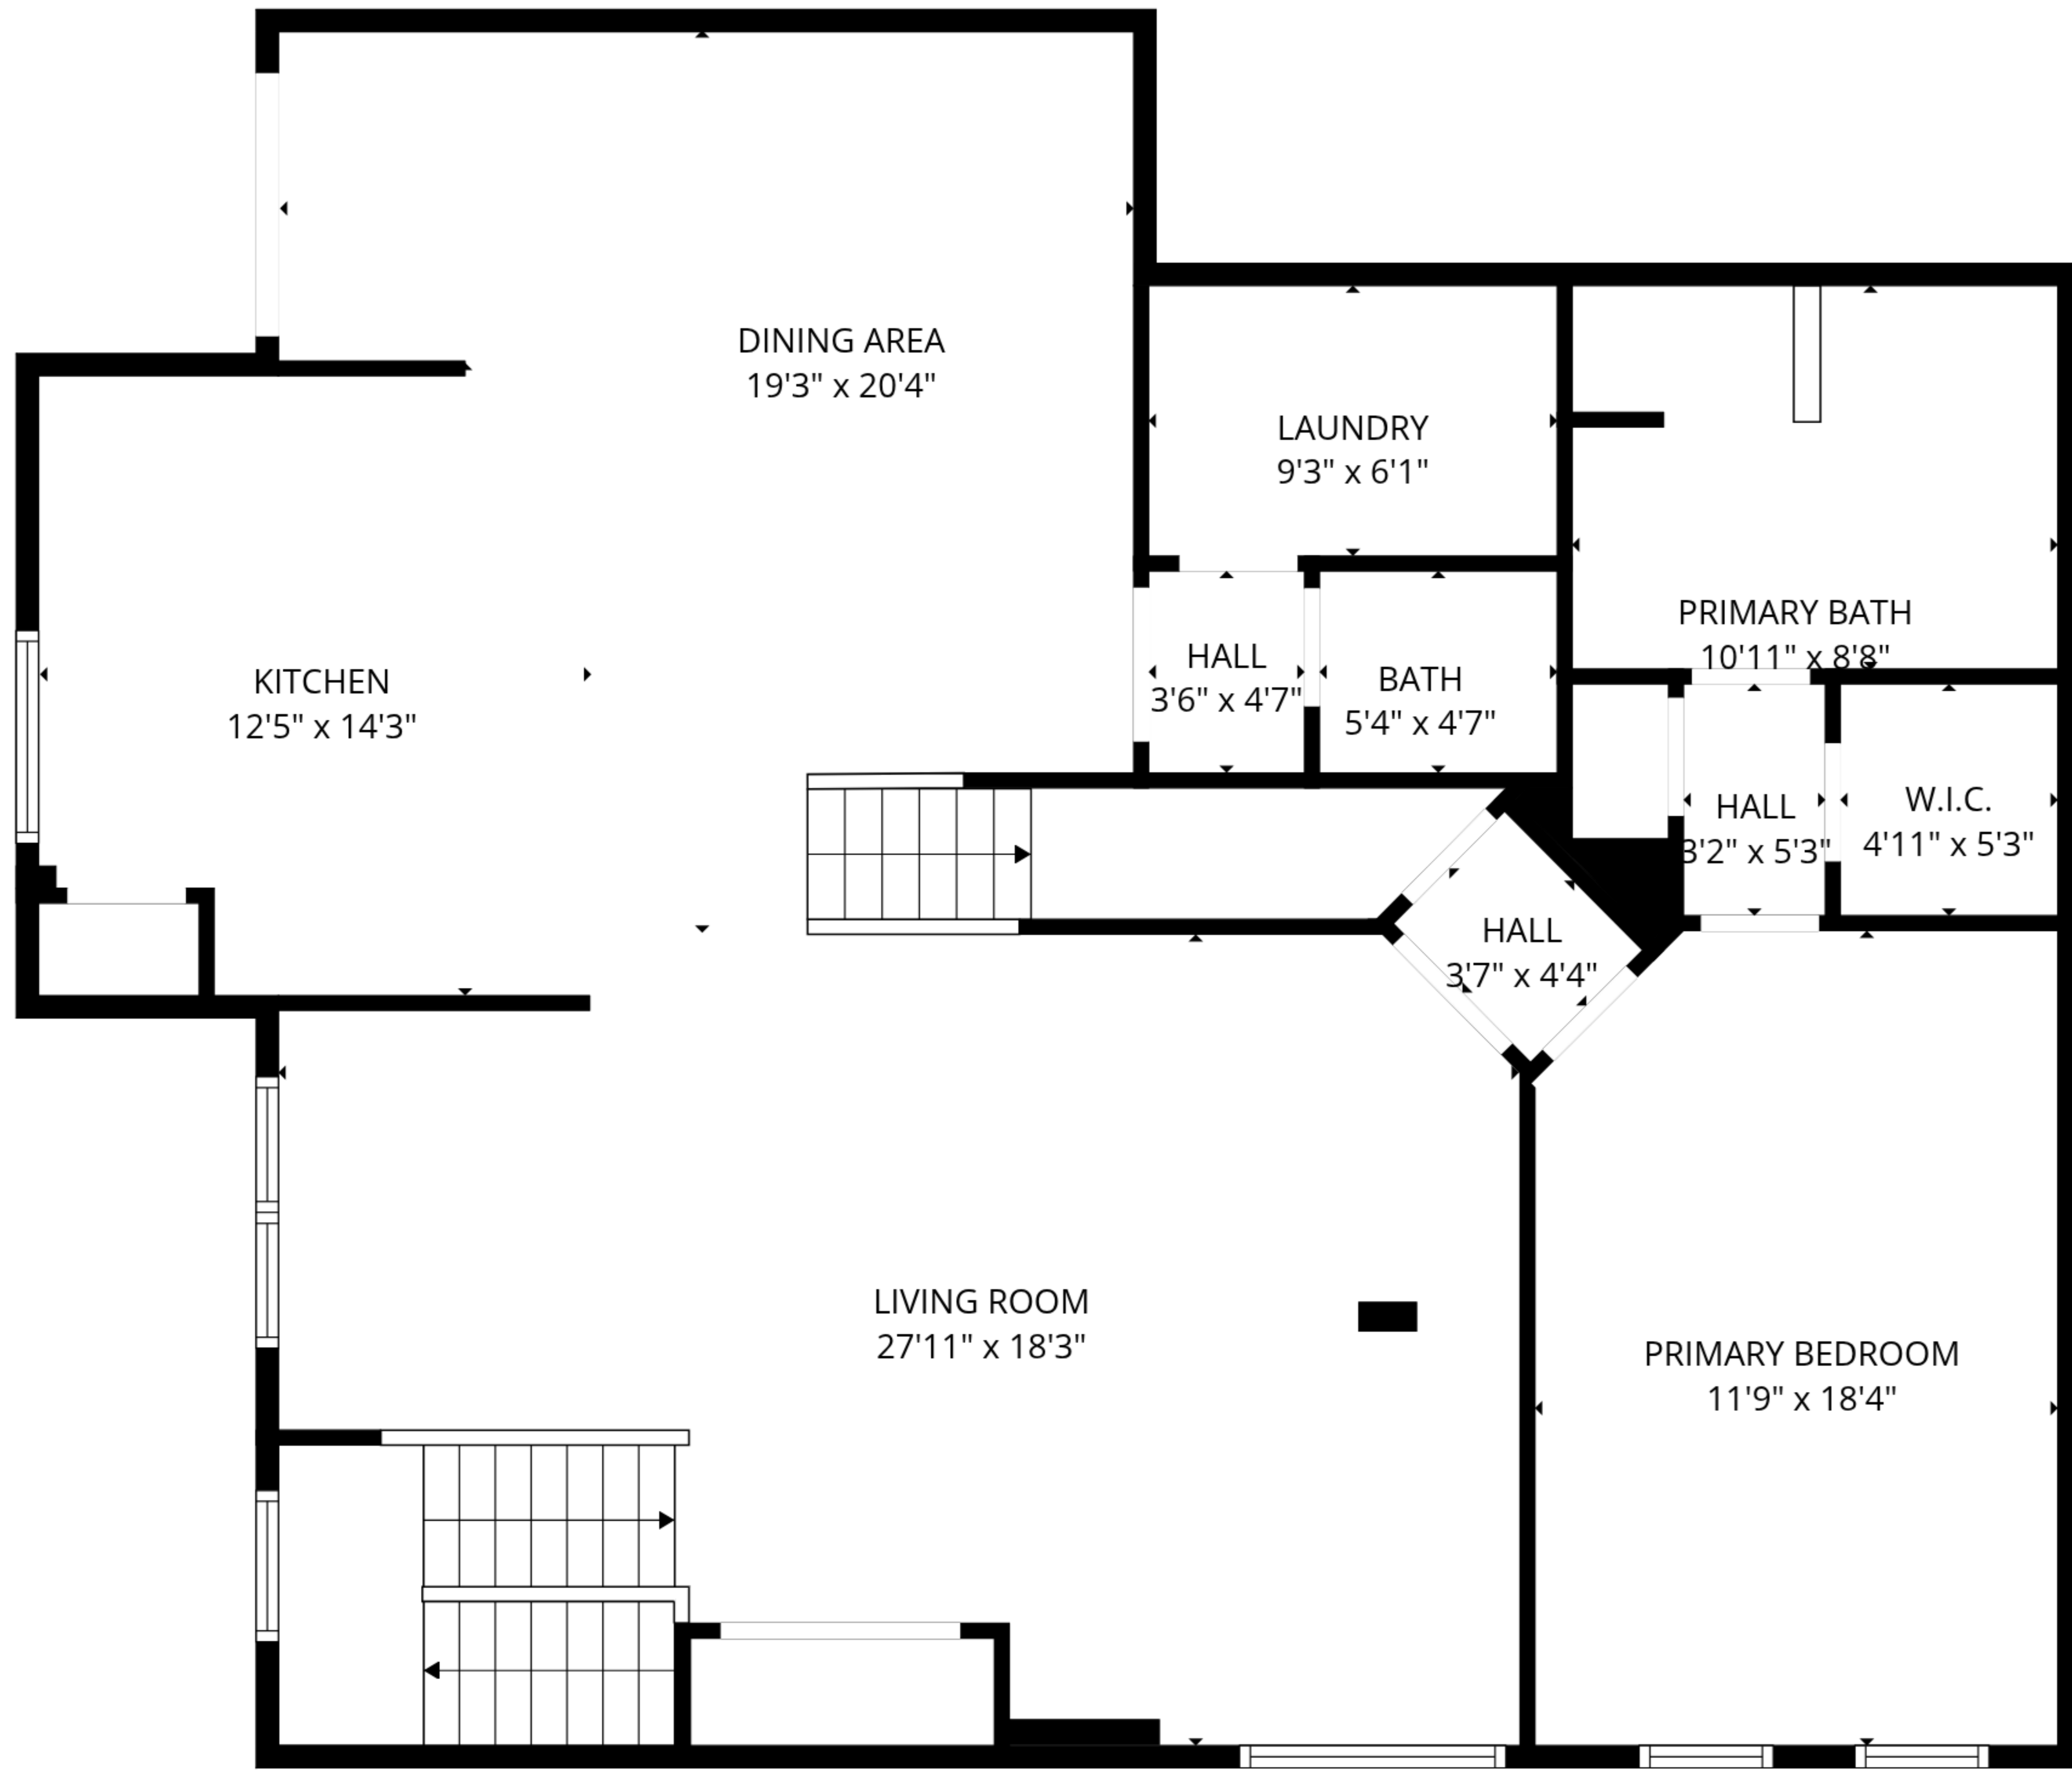 DINING AREA
19'3" x 20'4"
LAUNDRY
9'3" x 6'1"
PRIMARY BATH
10'11" x 8'8"
HALL
3'6" x 4'7"
BATH
5'4" x 4'7"
KITCHEN
12'5" x 14'3"
HALL
3'2" x 5'3"
W.I.C.
4'11" x 5'3"
HALL
3'7" x 4'4"
LIVING ROOM
27'11" x 18'3"
PRIMARY BEDROOM
11'9" x 18'4"